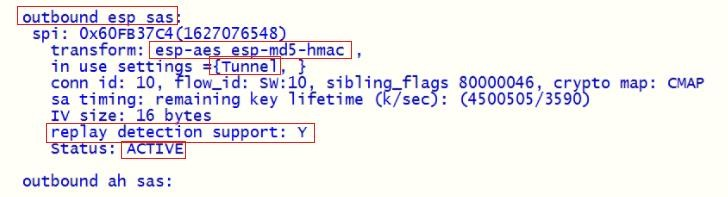 outbound esp sas:
spi: 0x60FB37C4(1627076548)
transform: esp-aes esp-md5-hmac ,
in use settings ={Tunnel, }
conn id: 10, flow_id: SW:10, sibling_flags 80000046, crypto map: CMAP
sa timing: remaining key lifetime (k/sec): (4500505/3590)
IV size: 16 bytes
replay detection support: Y
Status: ACTIVE
outbound ah sas: